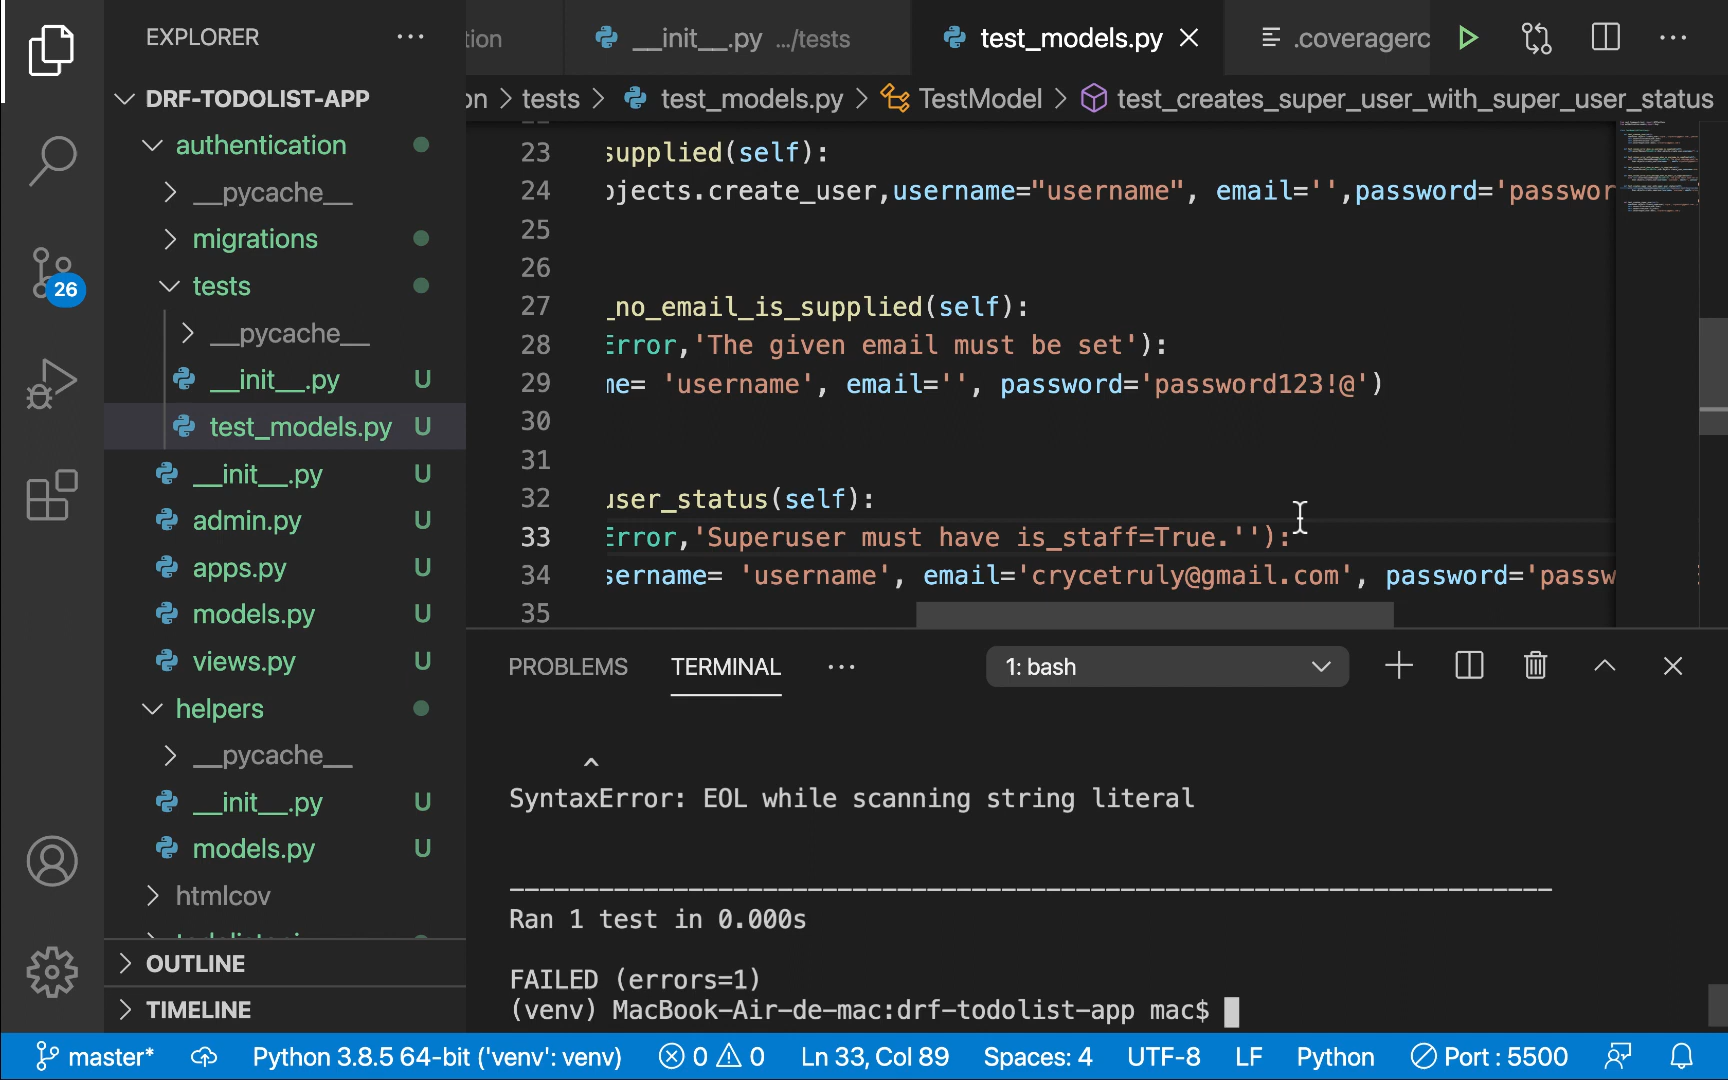 EXPLORER
tion
__init__.py .../tests
test_models.py
.coveragerc
DRF-TODOLIST-APP
on > tests > test_models.py > TestModel > test_creates_super_user_with_super_user_status
authentication
__pycache__
migrations
tests
__pycache__
__init__.py U
test_models.py U
__init__.py U
admin.py U
apps.py U
models.py U
views.py U
helpers
__pycache__
__init__.py U
models.py U
htmlcov
OUTLINE
TIMELINE
26
23 supplied(self):
24 bjects.create_user,username="username", email='',password='passwor
25
26
27 _no_email_is_supplied(self):
28 Error,'The given email must be set'):
29 me= 'username', email='', password='password123!@')
30
31
32 user_status(self):
33 Error,'Superuser must have is_staff=True.''):
34 sername= 'username', email='crycetruly@gmail.com', password='passw
35
PROBLEMS TERMINAL ... 1: bash
^
SyntaxError: EOL while scanning string literal
----------------------------------------------------------------------
Ran 1 test in 0.000s
FAILED (errors=1)
(venv) MacBook-Air-de-mac:drf-todolist-app mac$
master* Python 3.8.5 64-bit ('venv': venv) 0 0 Ln 33, Col 89 Spaces: 4 UTF-8 LF Python Port : 5500